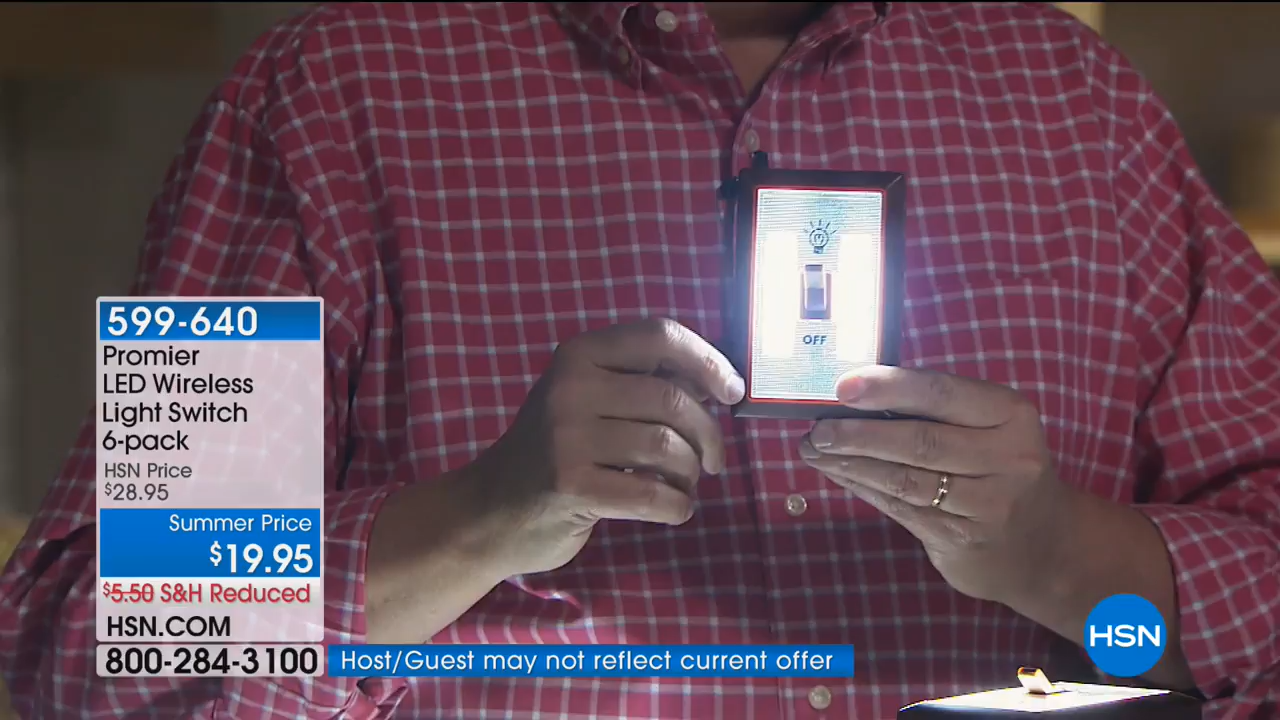 599-640
Promier
LED Wireless
Light Switch
6-pack
HSN Price
$28.95
Summer Price
$19.95
$5.50 S&H Reduced
HSN.COM
800-284-3100
Host/Guest may not reflect current offer
OFF
HSN